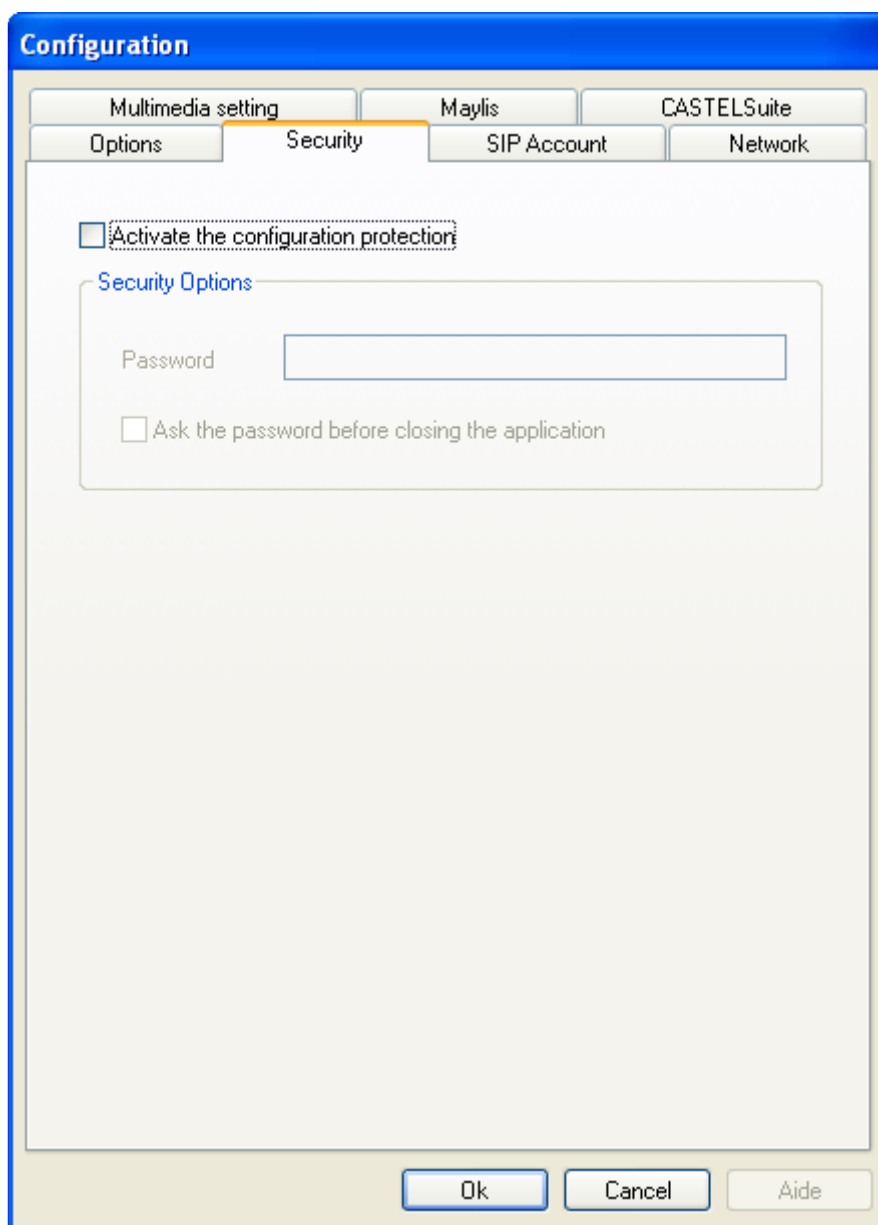 Configuration
Multimedia setting
Maylis
CASTELSuite
Options
Security
SIP Account
Network
Activate the configuration protection
Security Options
Password
Ask the password before closing the application
Ok
Cancel
Aide